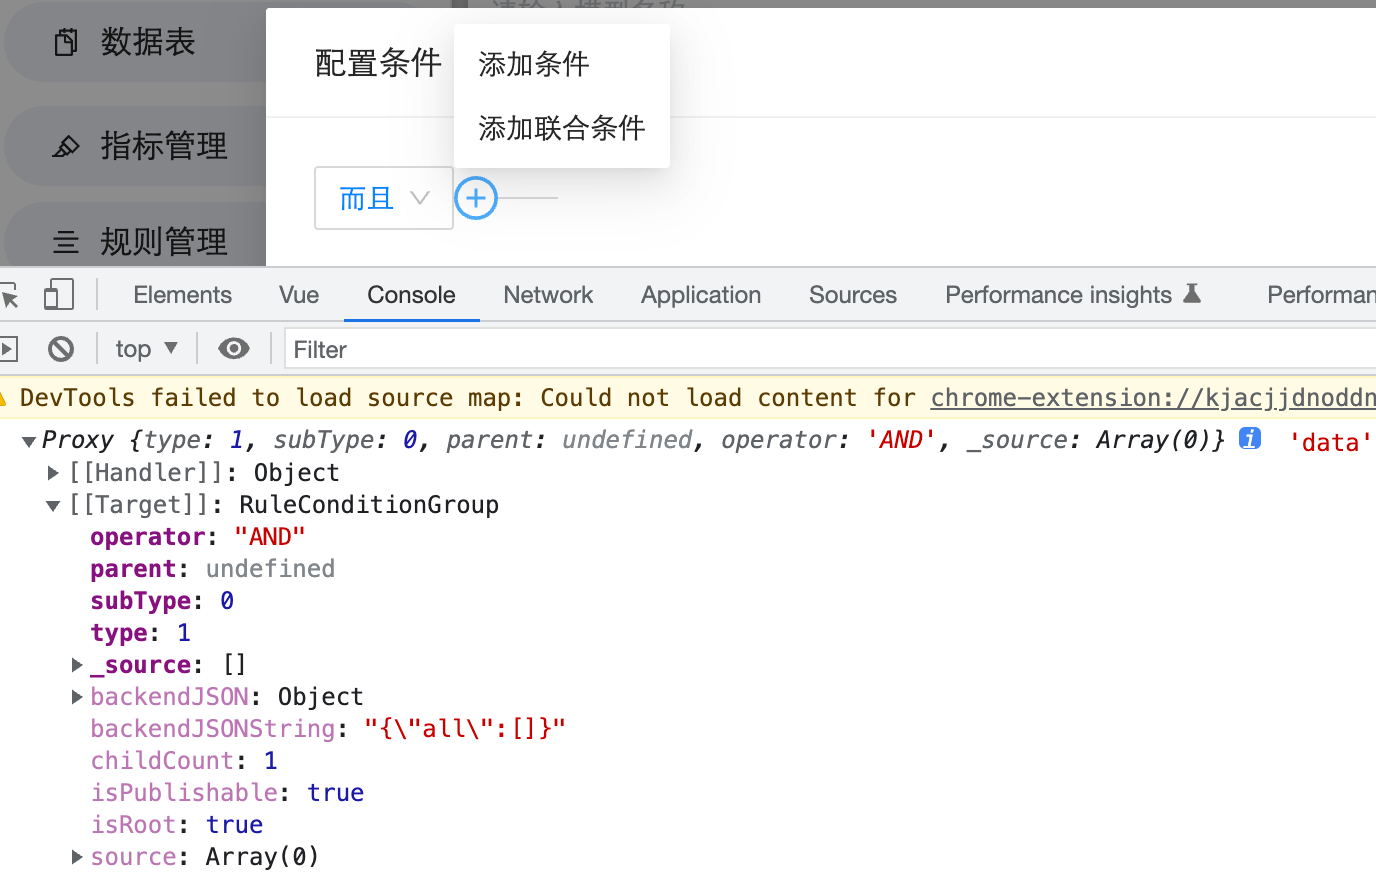 数据表
配置条件
添加条件
添加联合条件
指标管理
而且
规则管理
Elements Vue Console Network Application Sources Performance insights Performan
top Filter
DevTools failed to load source map: Could not load content for chrome-extension://kjacjjdnoddn
Proxy {type: 1, subType: 0, parent: undefined, operator: 'AND', _source: Array(0)} i 'data'
[[Handler]]: Object
[[Target]]: RuleConditionGroup
operator: "AND"
parent: undefined
subType: 0
type: 1
_source: []
backendJSON: Object
backendJSONString: "{\"all\":[]}"
childCount: 1
isPublishable: true
isRoot: true
source: Array(0)